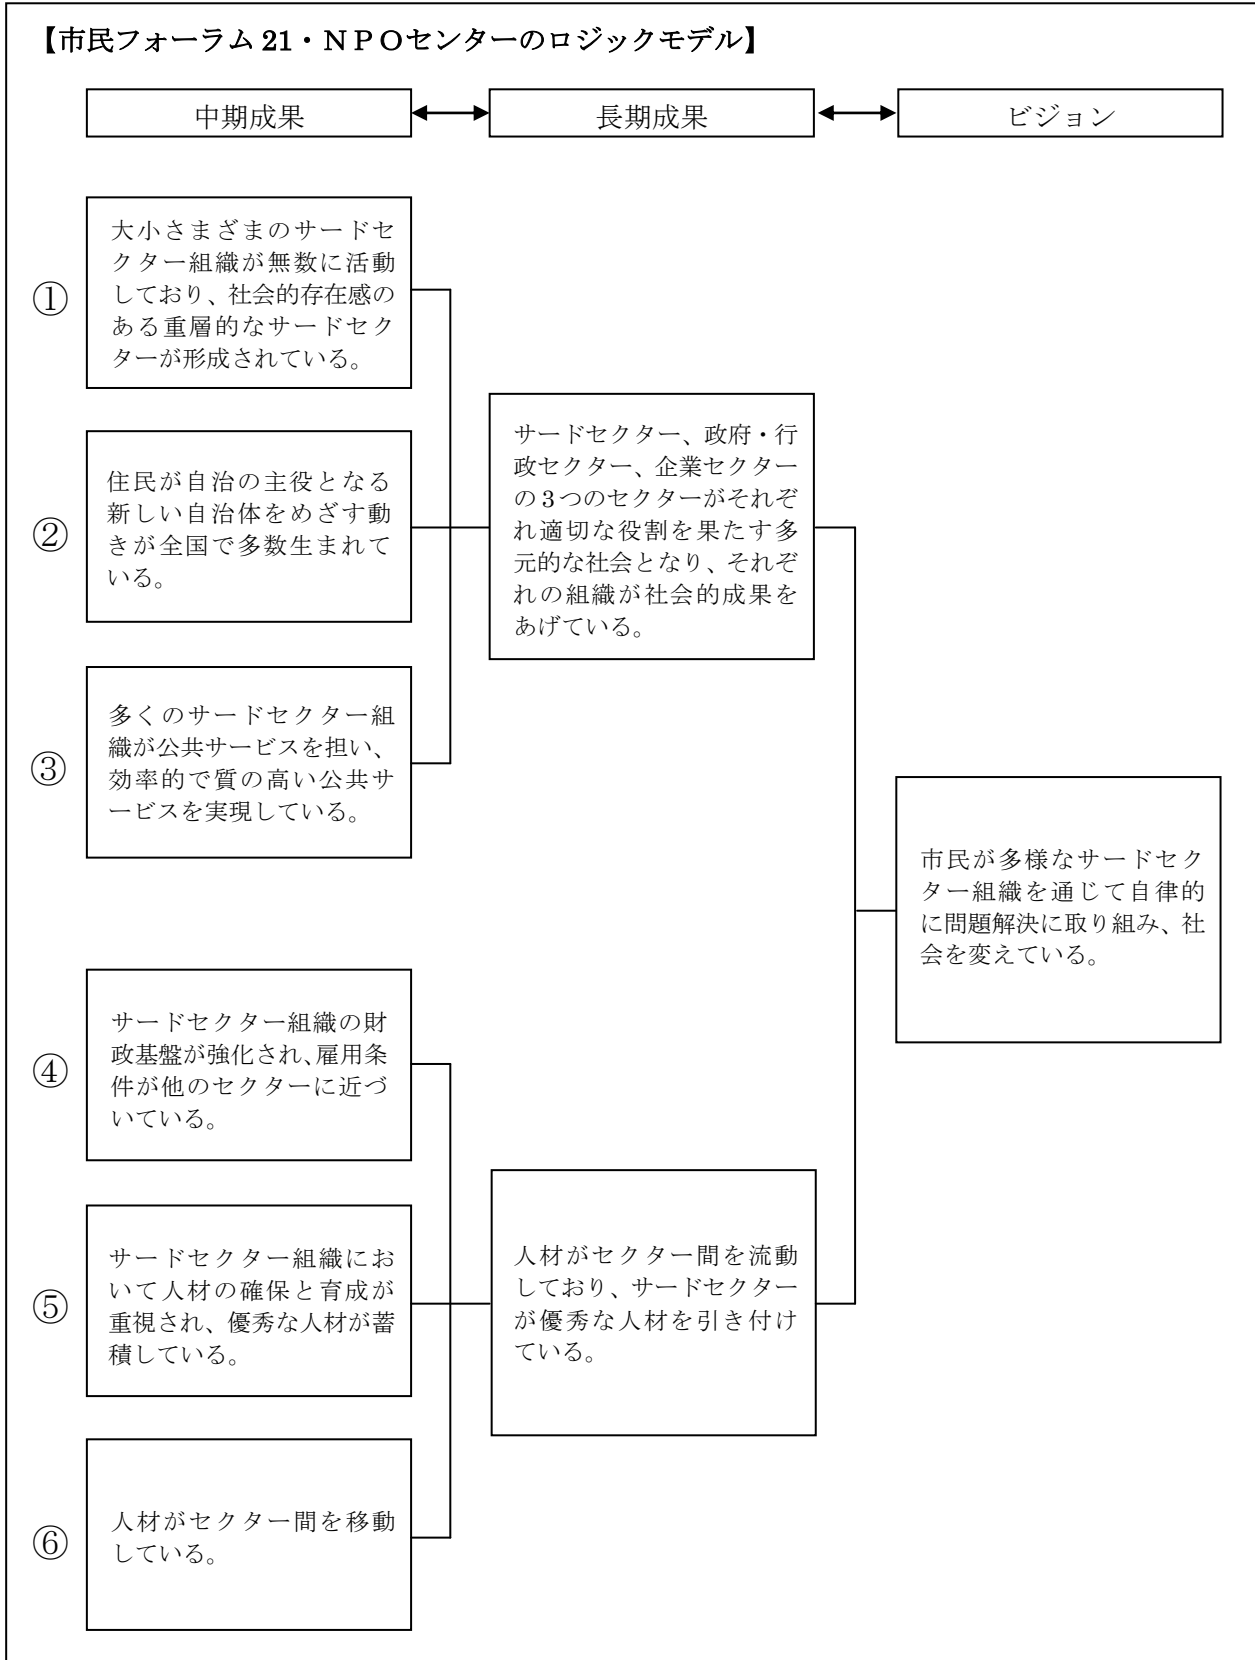 【市民フォーラム21・ＮＰＯセンターのロジックモデル】
中期成果
長期成果
ビジョン
①
大小さまざまのサードセ
クター組織が無数に活動
しており、社会的存在感の
ある重層的なサードセク
ターが形成されている。
②
住民が自治の主役となる
新しい自治体をめざす動
きが全国で多数生まれて
いる。
③
多くのサードセクター組
織が公共サービスを担い、
効率的で質の高い公共サ
ービスを実現している。
サードセクター、政府・行
政セクター、企業セクター
の３つのセクターがそれぞ
れ適切な役割を果たす多
元的な社会となり、それぞ
れの組織が社会的成果を
あげている。
④
サードセクター組織の財
政基盤が強化され、雇用条
件が他のセクターに近づ
いている。
⑤
サードセクター組織にお
いて人材の確保と育成が
重視され、優秀な人材が蓄
積している。
⑥
人材がセクター間を移動
している。
人材がセクター間を流動
しており、サードセクター
が優秀な人材を引き付け
ている。
市民が多様なサードセク
ター組織を通じて自律的
に問題解決に取り組み、社
会を変えている。